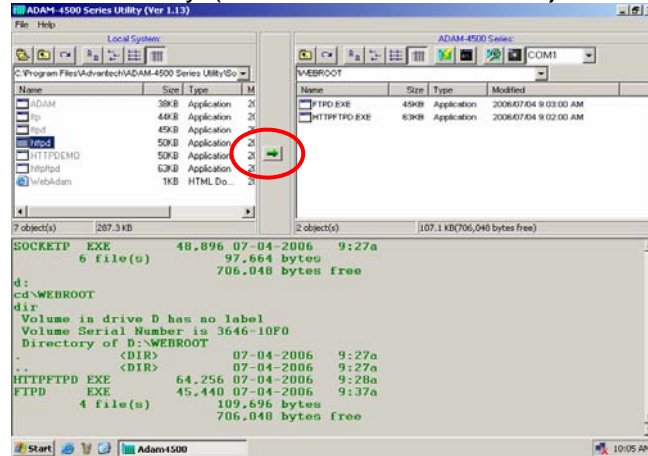 ADAM-4500 Series Utility (Ver 1.13)
File Help
Local System:
C:\Program Files\Advantech\ADAM-4500 Series Utility\So
Name Size Type M
ADAM 38KB Application 20
ftp 44KB Application 20
ftpd 45KB Application 20
httpd 50KB Application 20
HTTPDEMO 50KB Application 20
httpftpd 63KB Application 20
WebAdam 1KB HTML Do... 20
7 object(s) 287.3 KB
ADAM-4500 Series:
COM1
\WEBROOT
Name Size Type Modified
FTPD.EXE 45KB Application 2006/07/04 9:03:00 AM
HTTPFTPD.EXE 63KB Application 2006/07/04 9:02:00 AM
2 object(s) 107.1 KB(706,048 bytes free)
SOCKETP EXE 48,896 07-04-2006 9:27a
6 file(s) 97,664 bytes
706,048 bytes free
d:
cd\WEBROOT
dir
Volume in drive D has no label
Volume Serial Number is 3646-10F0
Directory of D:\WEBROOT
. <DIR> 07-04-2006 9:27a
.. <DIR> 07-04-2006 9:27a
HTTPFTPD EXE 64,256 07-04-2006 9:28a
FTPD EXE 45,440 07-04-2006 9:37a
4 file(s) 109,696 bytes
706,048 bytes free
Start Adam4500 10:05 AM